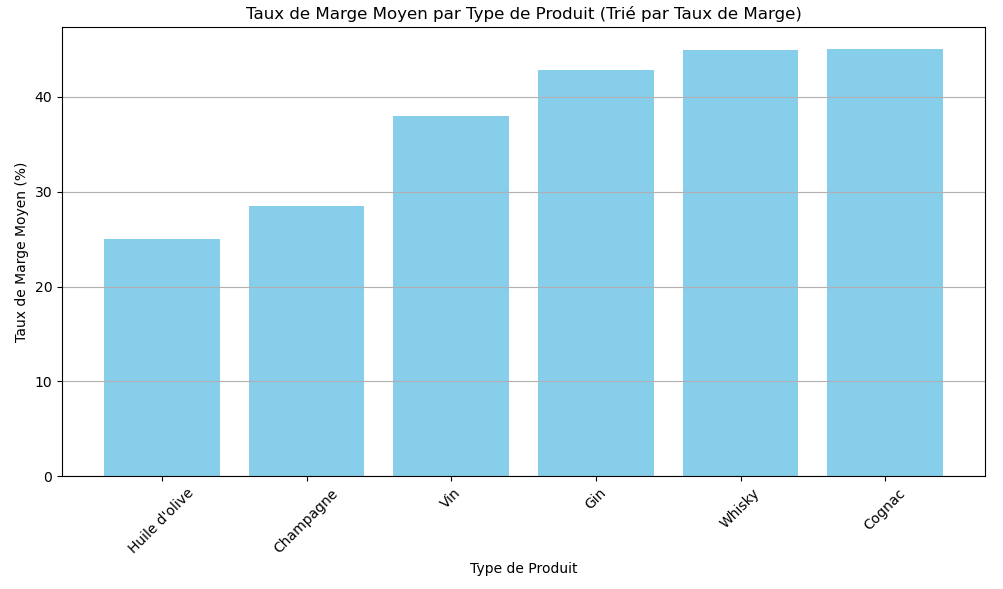 Taux de Marge Moyen par Type de Produit (Trié par Taux de Marge)
Taux de Marge Moyen (%)
40
30
20
10
0
Huile d'olive
Champagne
Vin
Gin
Whisky
Cognac
Type de Produit